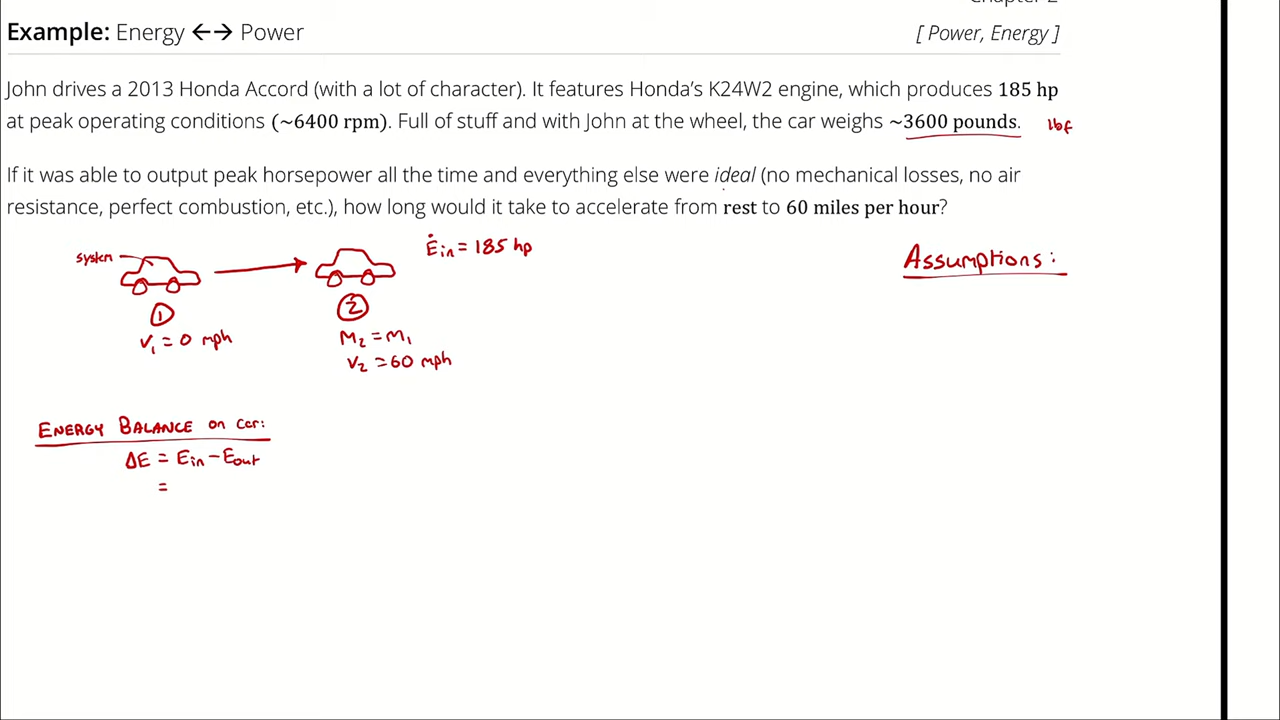 Chapter 2
Example: Energy ←→ Power
[ Power, Energy ]
John drives a 2013 Honda Accord (with a lot of character). It features Honda's K24W2 engine, which produces 185 hp
at peak operating conditions (~6400 rpm). Full of stuff and with John at the wheel, the car weighs ~3600 pounds. lbf
If it was able to output peak horsepower all the time and everything else were ideal (no mechanical losses, no air
resistance, perfect combustion, etc.), how long would it take to accelerate from rest to 60 miles per hour?
system
Ėin = 185 hp
Assumptions:
①
②
V₁ = 0 mph
M₂ = M₁
V₂ = 60 mph
ENERGY BALANCE on car:
ΔE = Ein - Eout
=